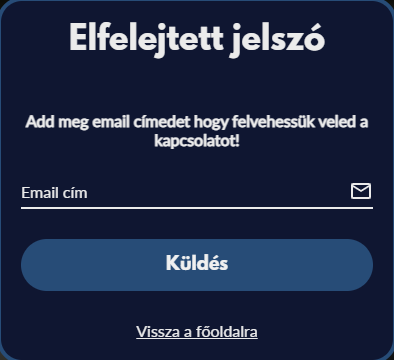 Elfelejtett jelszó
Add meg email címedet hogy felvehessük veled a
kapcsolatot!
Email cím
Küldés
Vissza a főoldalra